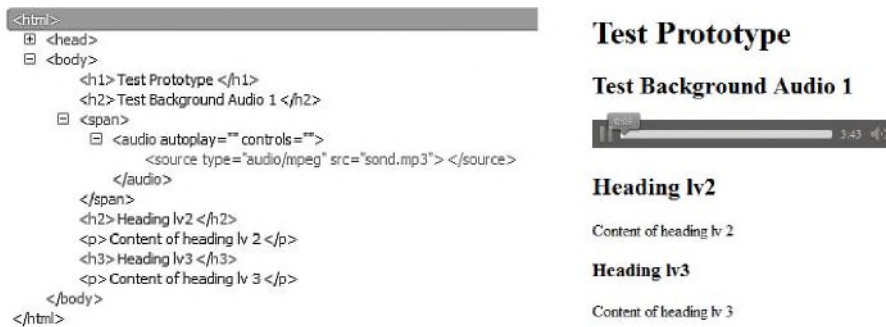 <html>
<head>
<body>
<h1> Test Prototype </h1>
<h2> Test Background Audio 1 </h2>
<span>
<audio autoplay="" controls="">
<source type="audio/mpeg" src="sond.mp3"> </source>
</audio>
</span>
<h2> Heading lv2 </h2>
<p> Content of heading lv 2 </p>
<h3> Heading lv3 </h3>
<p> Content of heading lv 3 </p>
</body>
</html>
Test Prototype
Test Background Audio 1
3:43
Heading lv2
Content of heading lv 2
Heading lv3
Content of heading lv 3